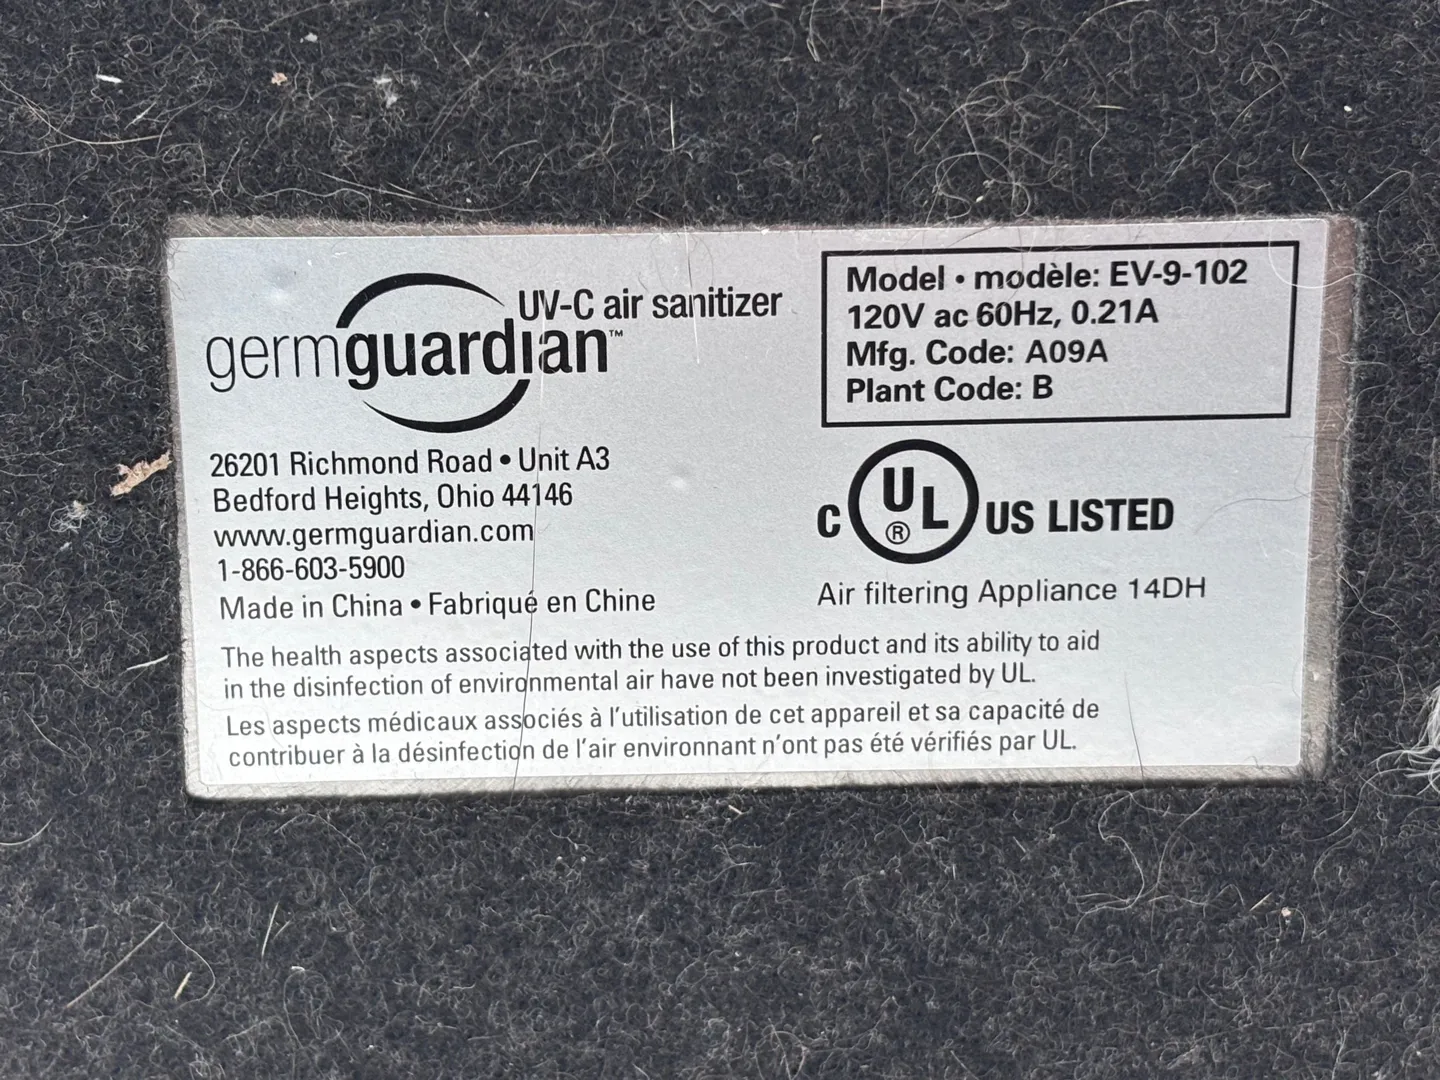 UV-C air sanitizer
germguardian™
26201 Richmond Road • Unit A3
Bedford Heights, Ohio 44146
www.germguardian.com
1-866-603-5900
Made in China • Fabriqué en Chine
Model • modèle: EV-9-102
120V ac 60Hz, 0.21A
Mfg. Code: A09A
Plant Code: B
C UL® US LISTED
Air filtering Appliance 14DH
The health aspects associated with the use of this product and its ability to aid
in the disinfection of environmental air have not been investigated by UL.
Les aspects médicaux associés à l'utilisation de cet appareil et sa capacité de
contribuer à la désinfection de l'air environnant n'ont pas été vérifiés par UL.